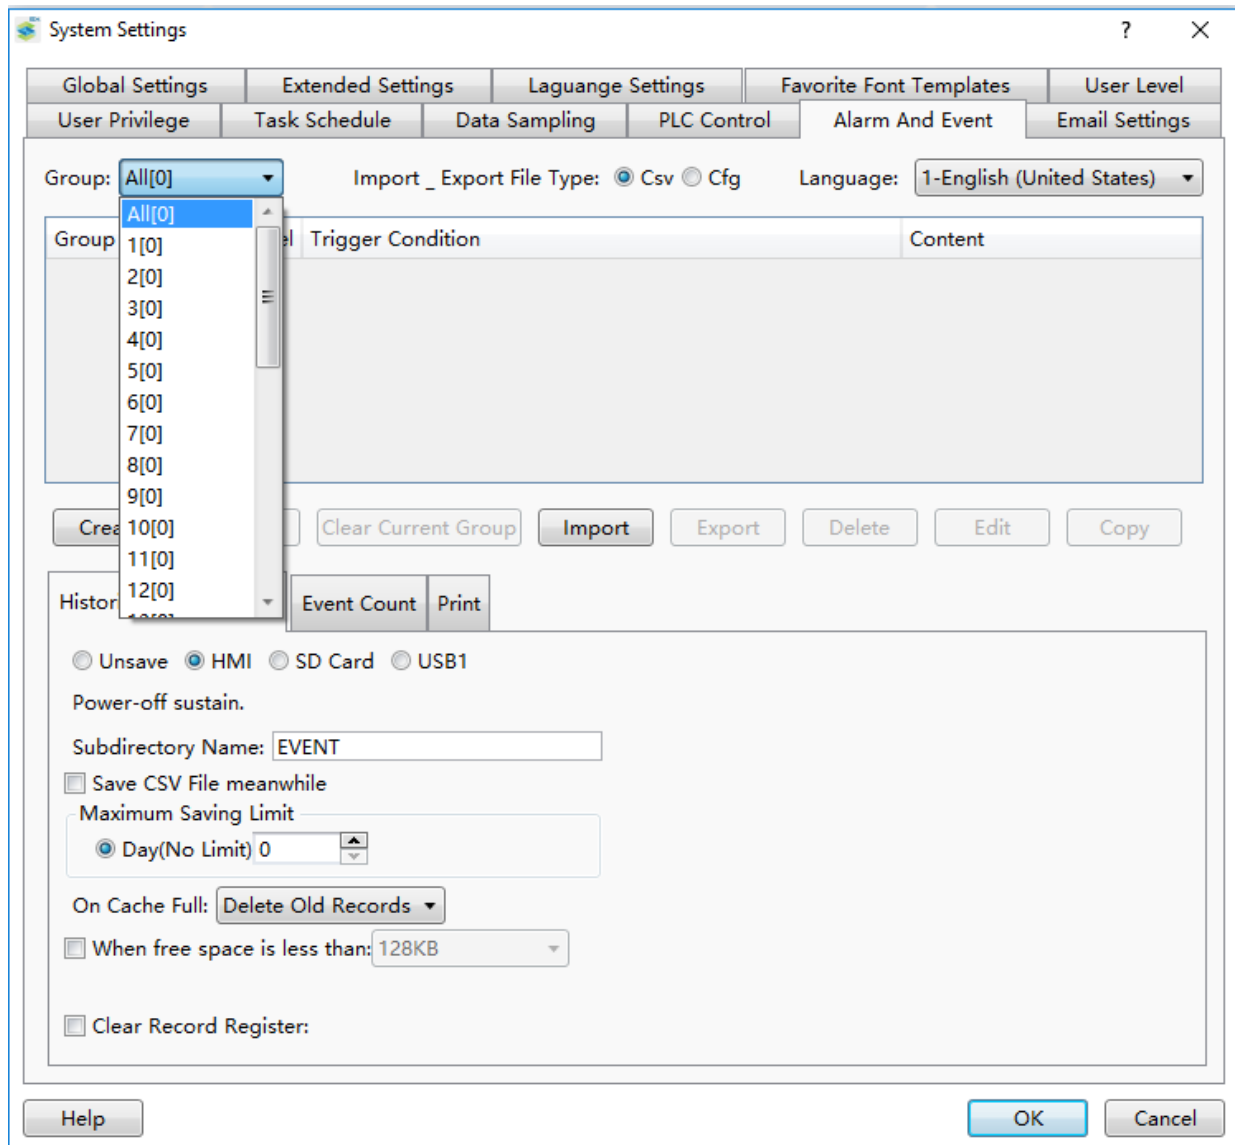 System Settings ?
Global Settings Extended Settings Laguange Settings Favorite Font Templates User Level
User Privilege Task Schedule Data Sampling PLC Control Alarm And Event Email Settings
Group: All[0] Import _ Export File Type: Csv Cfg Language: 1-English (United States)
Group Trigger Condition Content
All[0]
1[0]
2[0]
3[0]
4[0]
5[0]
6[0]
7[0]
8[0]
9[0]
10[0]
11[0]
12[0]
Clear Current Group Import Export Delete Edit Copy
Event Count Print
Unsave HMI SD Card USB1
Power-off sustain.
Subdirectory Name: EVENT
Save CSV File meanwhile
Maximum Saving Limit
Day(No Limit) 0
On Cache Full: Delete Old Records
When free space is less than: 128KB
Clear Record Register:
Help OK Cancel